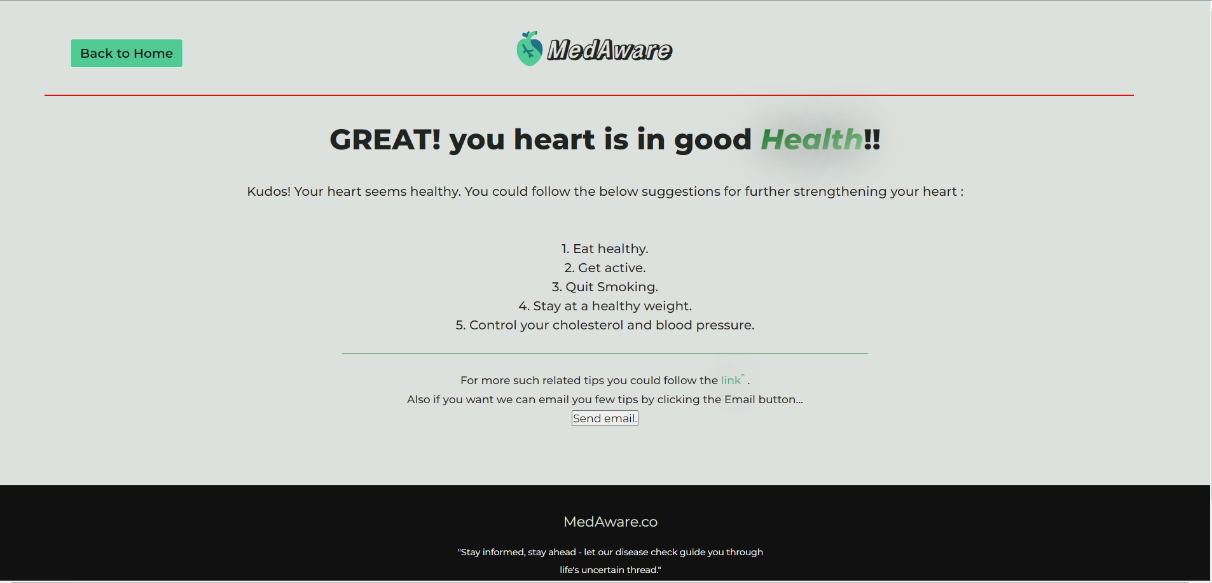 Back to Home
MedAware
GREAT! you heart is in good Health!!
Kudos! Your heart seems healthy. You could follow the below suggestions for further strengthening your heart :
1. Eat healthy.
2. Get active.
3. Quit Smoking.
4. Stay at a healthy weight.
5. Control your cholesterol and blood pressure.
For more such related tips you could follow the link .
Also if you want we can email you few tips by clicking the Email button...
Send email.
MedAware.co
"Stay informed, stay ahead - let our disease check guide you through
life's uncertain thread."